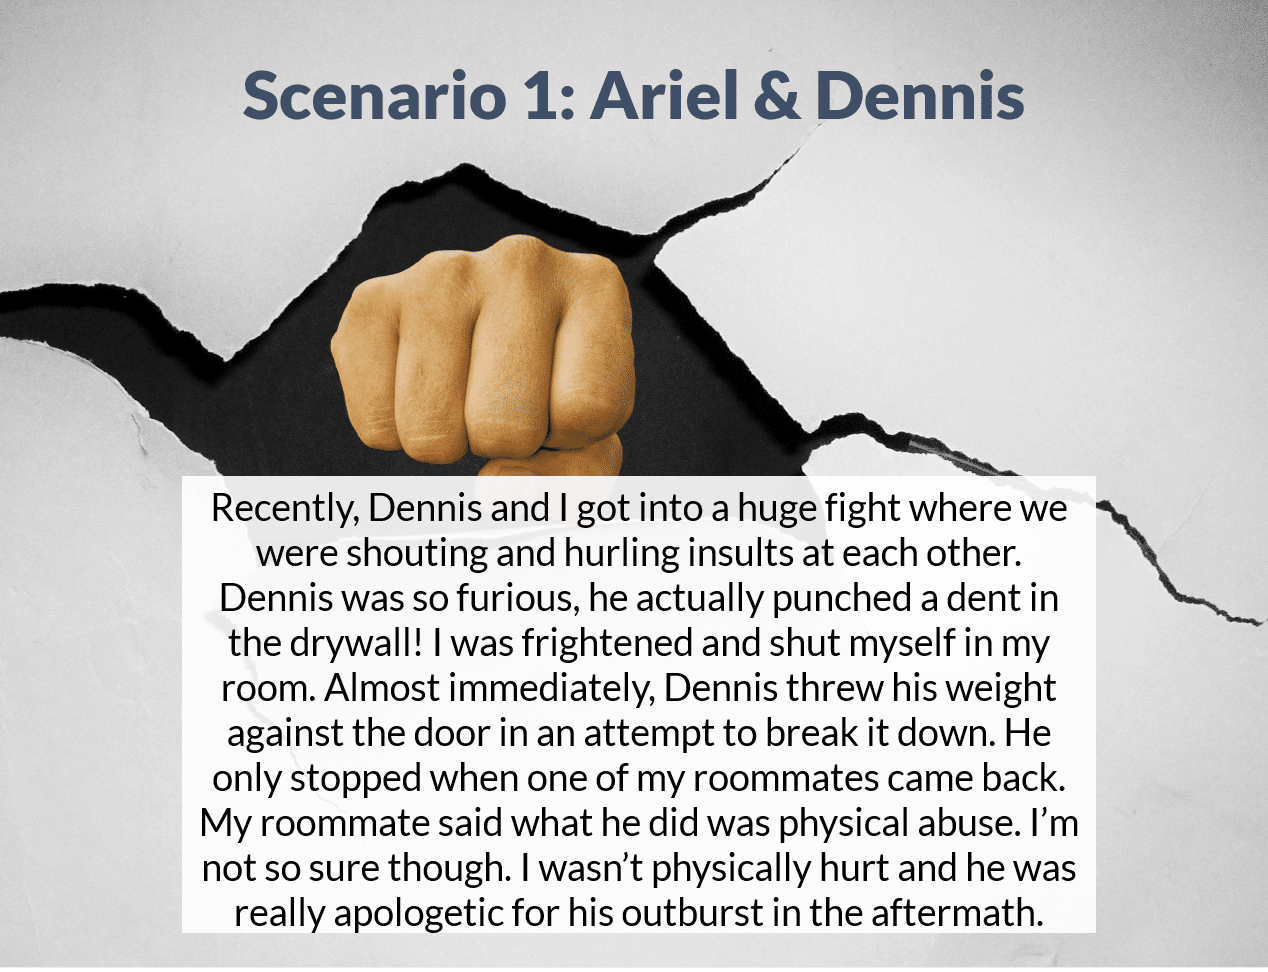 Scenario 1: Ariel & Dennis
Recently, Dennis and I got into a huge fight where we
were shouting and hurling insults at each other.
Dennis was so furious, he actually punched a dent in
the drywall! I was frightened and shut myself in my
room. Almost immediately, Dennis threw his weight
against the door in an attempt to break it down. He
only stopped when one of my roommates came back.
My roommate said what he did was physical abuse. I’m
not so sure though. I wasn’t physically hurt and he was
really apologetic for his outburst in the aftermath.